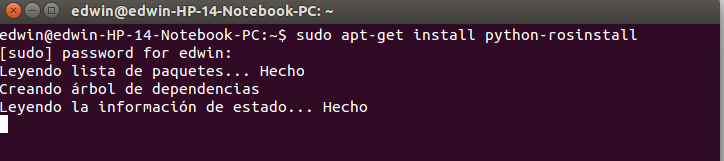 edwin@edwin-HP-14-Notebook-PC: ~
edwin@edwin-HP-14-Notebook-PC:~$ sudo apt-get install python-rosinstall
[sudo] password for edwin:
Leyendo lista de paquetes... Hecho
Creando árbol de dependencias
Leyendo la información de estado... Hecho